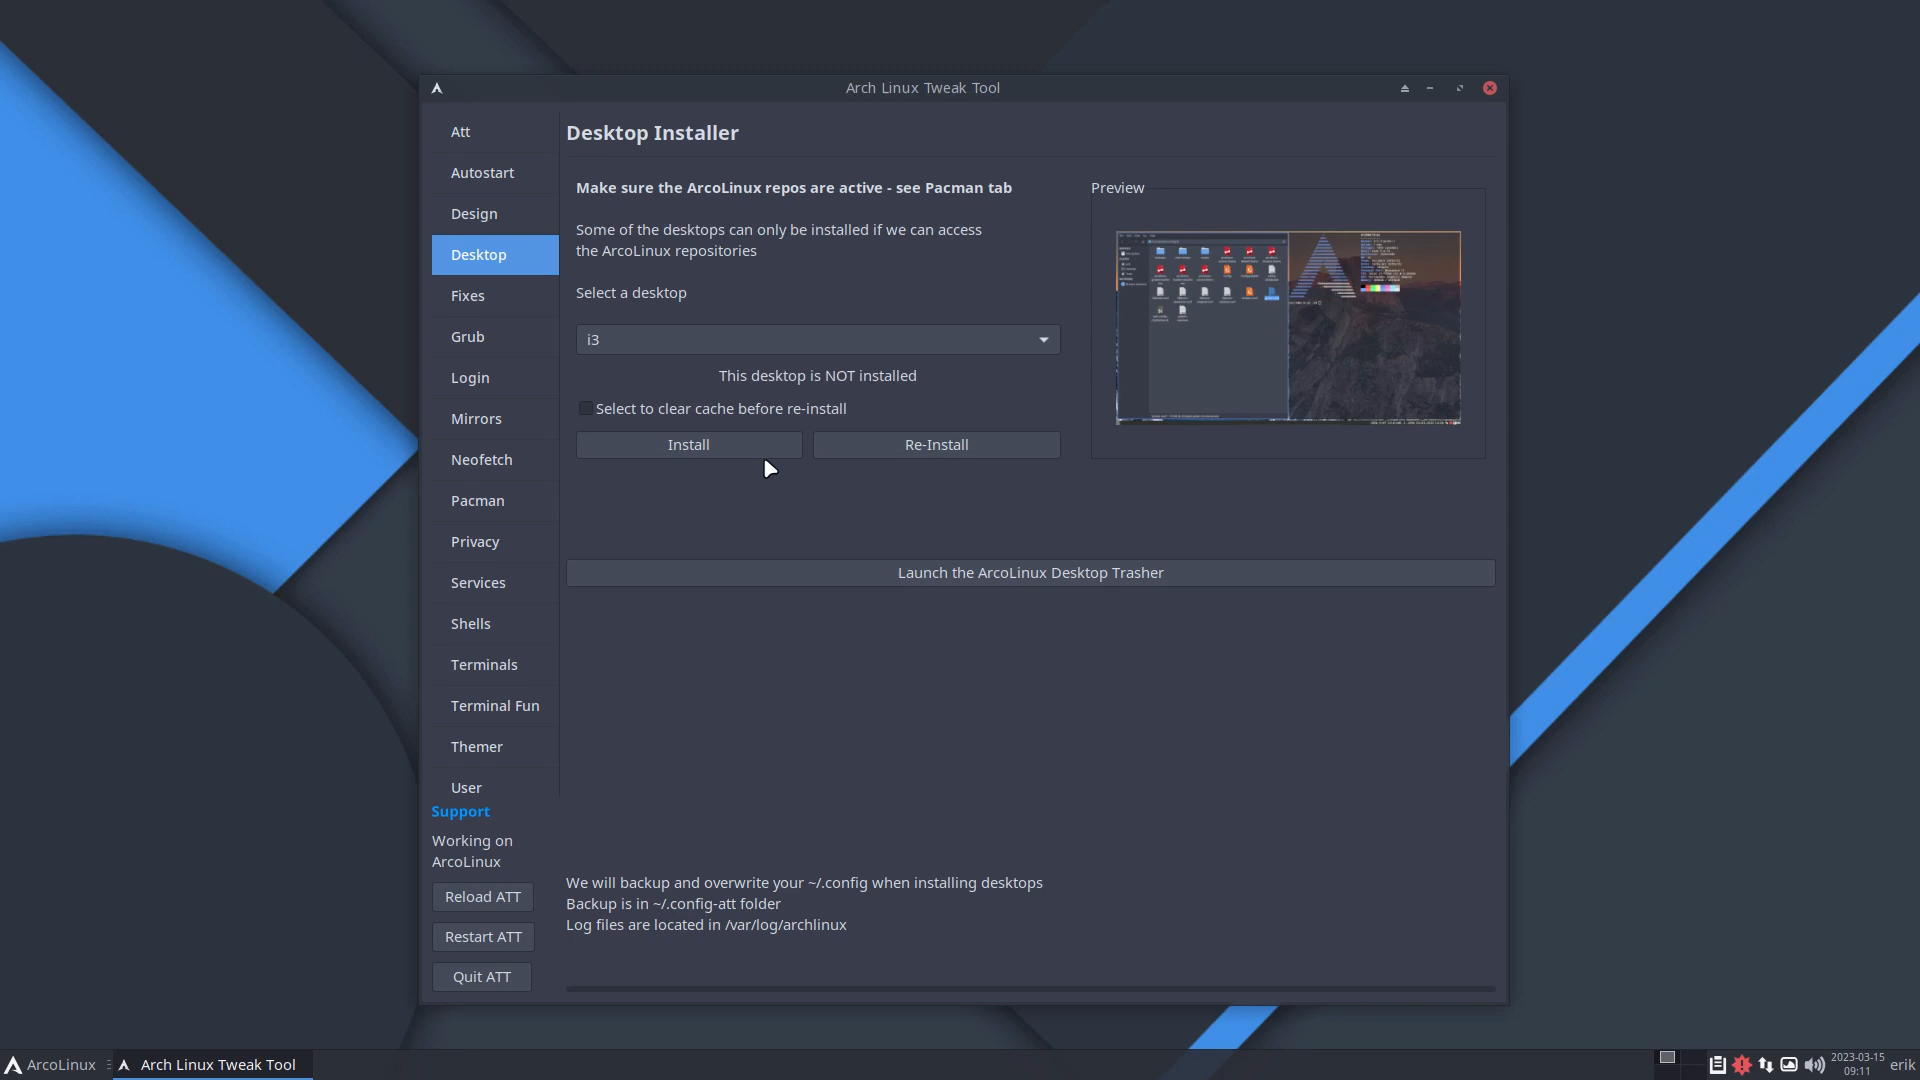 Arch Linux Tweak Tool
Att
Autostart
Design
Desktop
Fixes
Grub
Login
Mirrors
Neofetch
Pacman
Privacy
Services
Shells
Terminals
Terminal Fun
Themer
User
Support
Working on
ArcoLinux
Reload ATT
Restart ATT
Quit ATT
Desktop Installer
Make sure the ArcoLinux repos are active - see Pacman tab
Some of the desktops can only be installed if we can access
the ArcoLinux repositories
Select a desktop
i3
This desktop is NOT installed
Select to clear cache before re-install
Install
Re-Install
Preview
Launch the ArcoLinux Desktop Trasher
We will backup and overwrite your ~/.config when installing desktops
Backup is in ~/.config-att folder
Log files are located in /var/log/archlinux
ArcoLinux
Arch Linux Tweak Tool
2023-03-15
09:11
erik